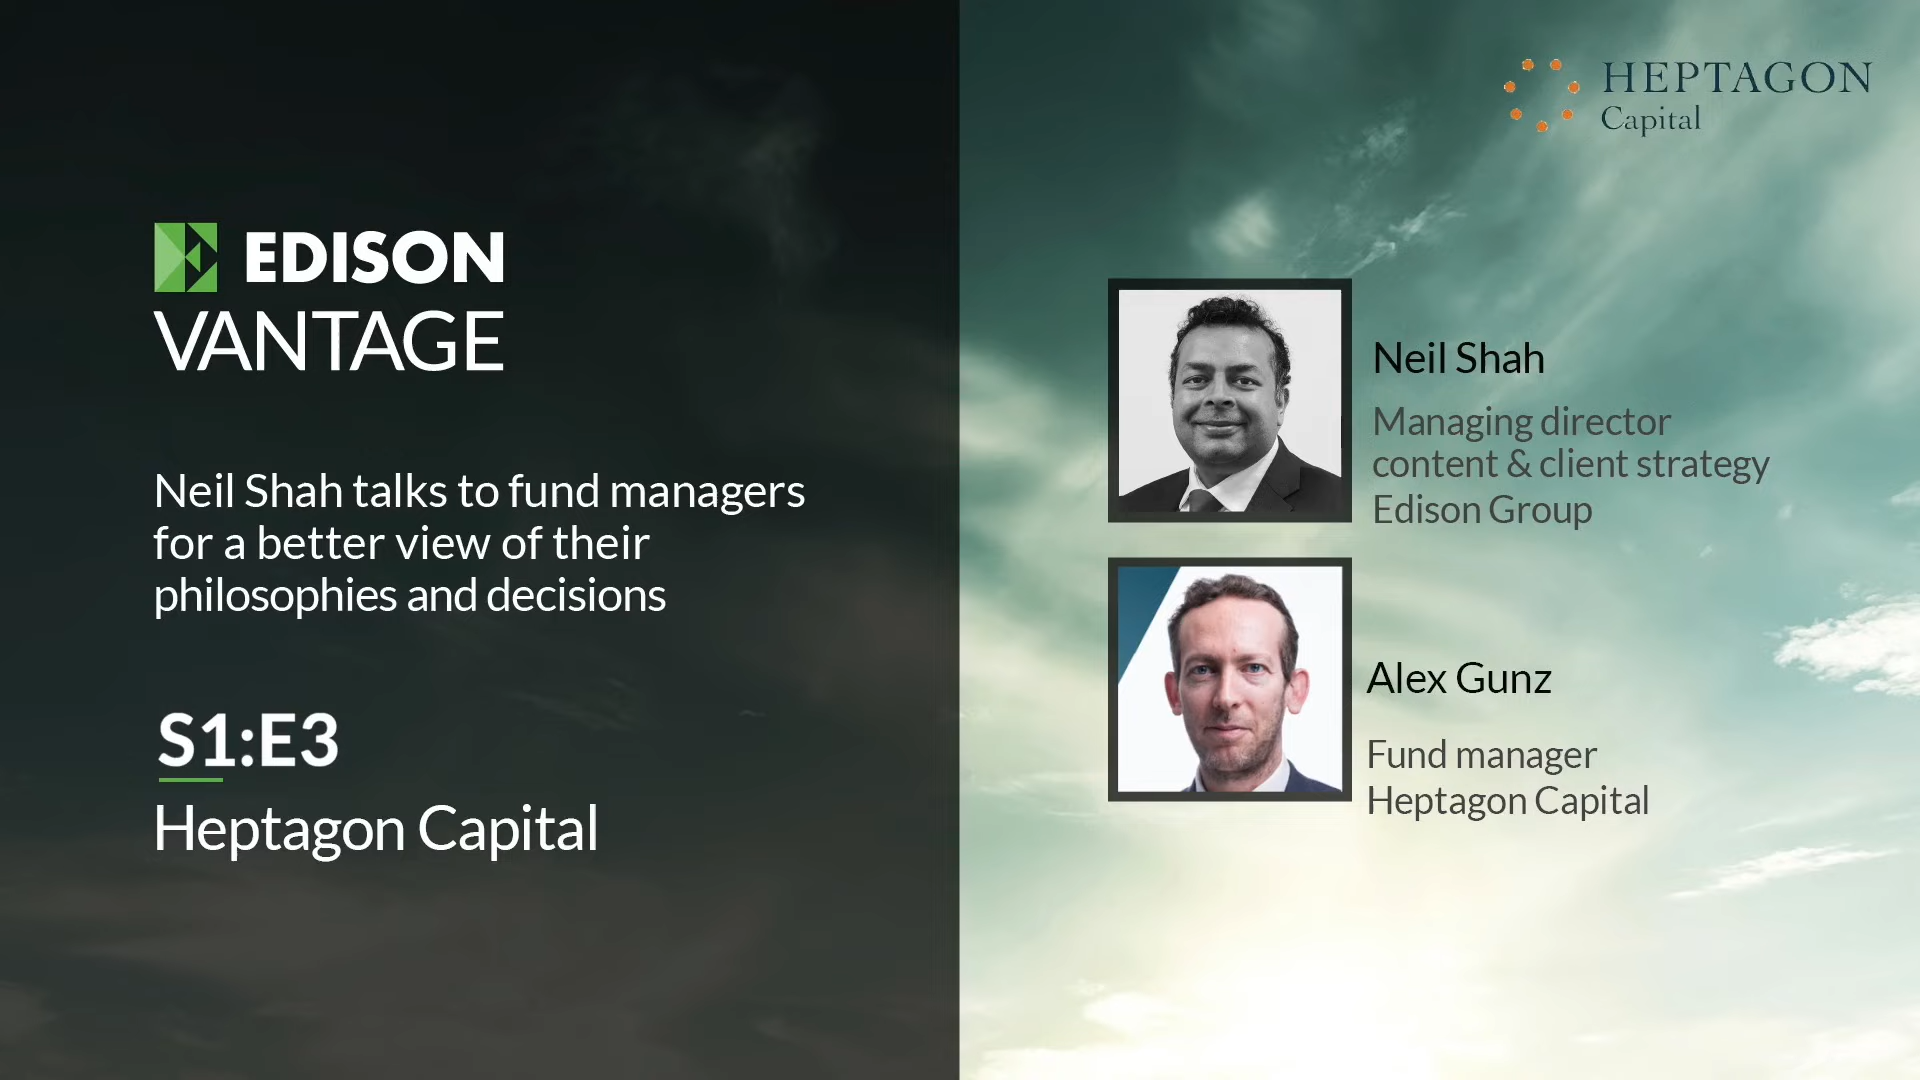 EDISON
VANTAGE
Neil Shah talks to fund managers
for a better view of their
philosophies and decisions
S1:E3
Heptagon Capital
HEPTAGON
Capital
Neil Shah
Managing director
content & client strategy
Edison Group
Alex Gunz
Fund manager
Heptagon Capital